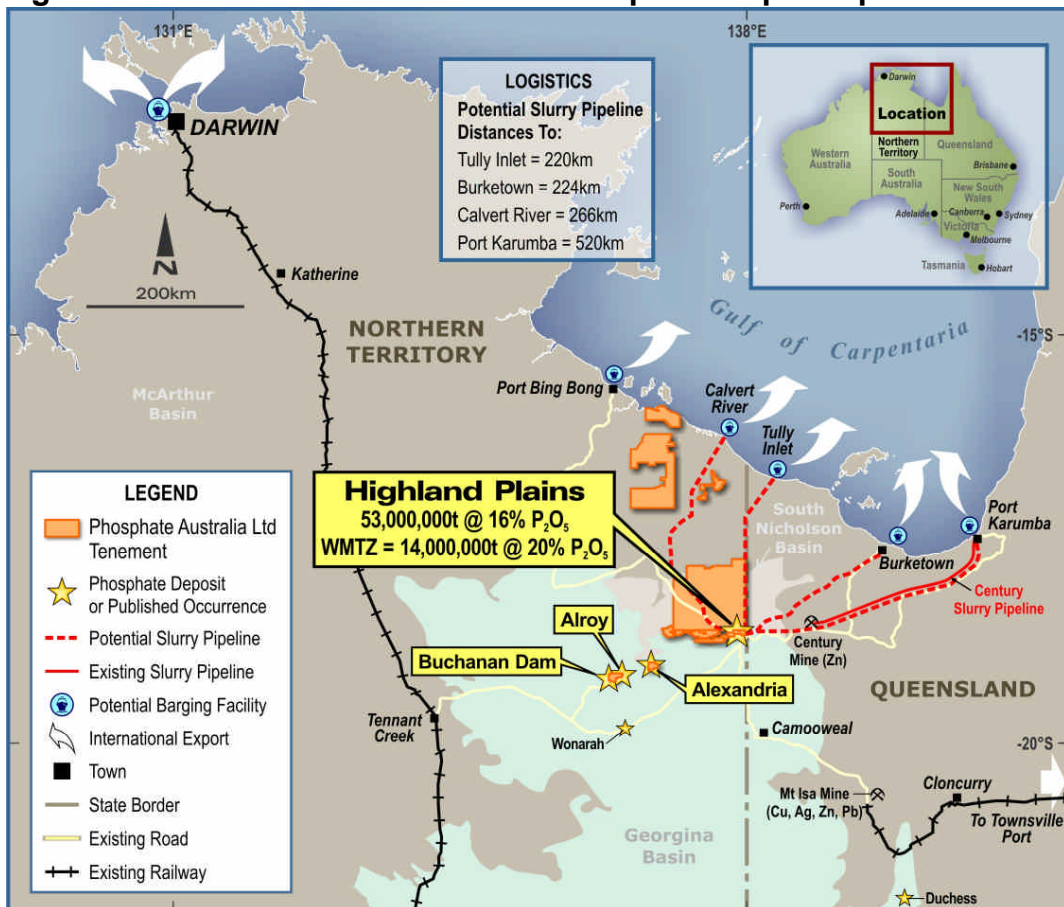 131°E
138°E
DARWIN
N
200km
Katherine
LOGISTICS
Potential Slurry Pipeline
Distances To:
Tully Inlet = 220km
Burketown = 224km
Calvert River = 266km
Port Karumba = 520km
Darwin
Location
Northern
Territory
Western
Australia
Queensland
South
Australia
Brisbane
New South
Wales
Perth
Adelaide
Canberra
Sydney
Victoria
Melbourne
Tasmania
Hobart
NORTHERN
TERRITORY
McArthur
Basin
Gulf of Carpentaria
-15°S
Port Bing Bong
Calvert
River
Tully
Inlet
Highland Plains
53,000,000t @ 16% P₂O₅
WMTZ = 14,000,000t @ 20% P₂O₅
South
Nicholson
Basin
Port
Karumba
Burketown
Century
Slurry Pipeline
Century
Mine (Zn)
Alroy
Buchanan Dam
Alexandria
QUEENSLAND
Tennant
Creek
Wonarah
Camooweal
-20°S
Mt Isa Mine
(Cu, Ag, Zn, Pb)
Cloncurry
To Townsville
Port
Georgina
Basin
Duchess
LEGEND
Phosphate Australia Ltd
Tenement
Phosphate Deposit
or Published Occurrence
Potential Slurry Pipeline
Existing Slurry Pipeline
Potential Barging Facility
International Export
Town
State Border
Existing Road
Existing Railway